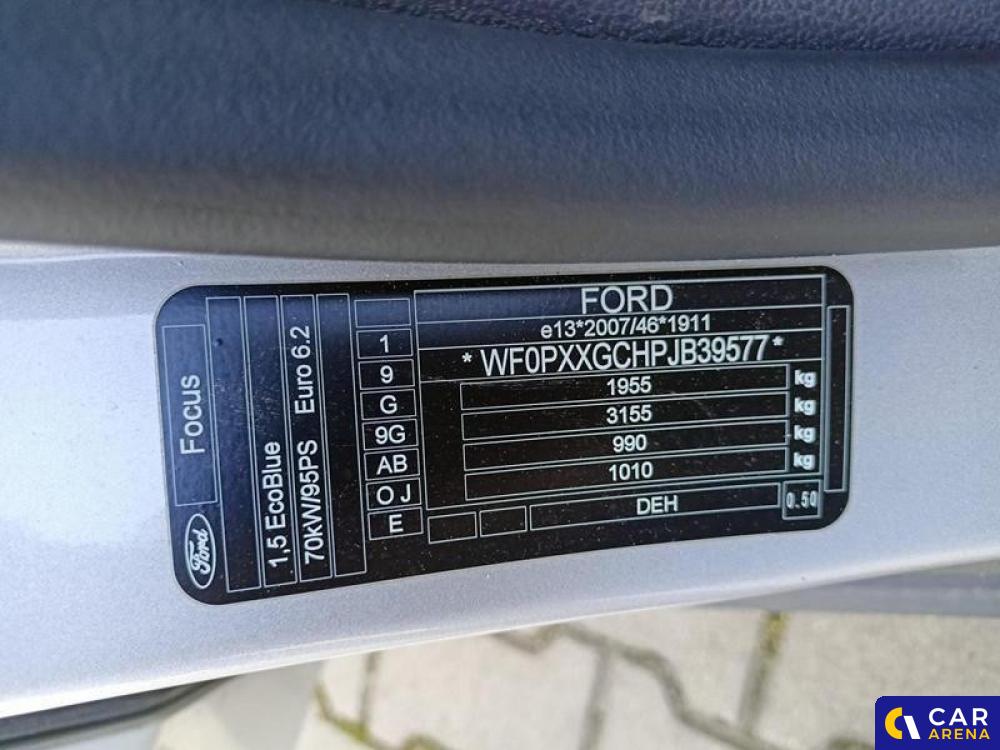 FORD
e13*2007/46*1911
* WF0PXXGCHPJB39577 *
1955 kg
3155 kg
990 kg
1010 kg
DEH
0.50
1
9
G
9G
AB
O J
E
Focus
Ford
1,5 EcoBlue
70kW/95PS Euro 6.2
CAR
ARENA